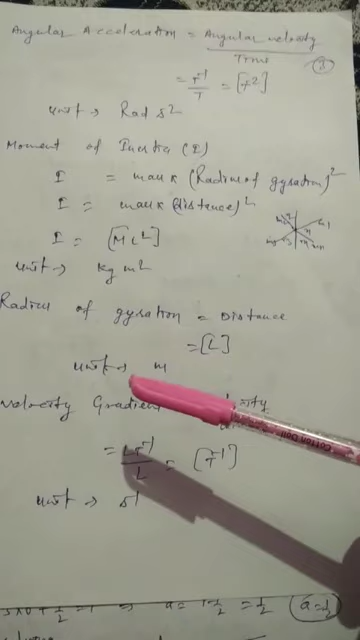 Angular Acceleration = Angular velocity
Time
= T⁻¹
T
= [T⁻²]
unit → Rad s⁻²
Moment of Inertia (I)
I = mass x (Radius of gyration)²
I = mass x (distance)²
I = [ML²]
unit → kg m²
Radius of gyration = Distance
= [L]
unit → m
velocity Gradient
= LT⁻¹
L
= [T⁻¹]
unit → s⁻¹